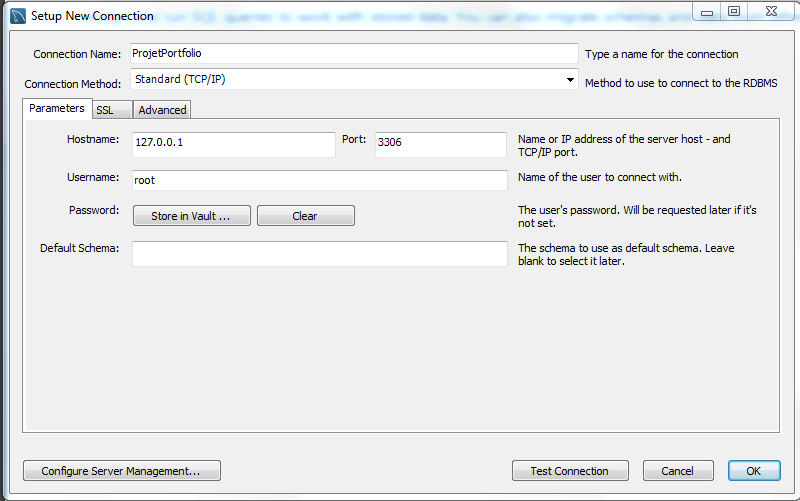 Setup New Connection
run SQL queries to work with stored data. You can also migrate schemas and
Connection Name: ProjetPortfolio Type a name for the connection
Connection Method: Standard (TCP/IP) Method to use to connect to the RDBMS
Parameters SSL Advanced
Hostname: 127.0.0.1 Port: 3306 Name or IP address of the server host - and
TCP/IP port.
Username: root Name of the user to connect with.
Password: Store in Vault ... Clear The user's password. Will be requested later if it's
not set.
Default Schema: The schema to use as default schema. Leave
blank to select it later.
Configure Server Management... Test Connection Cancel OK